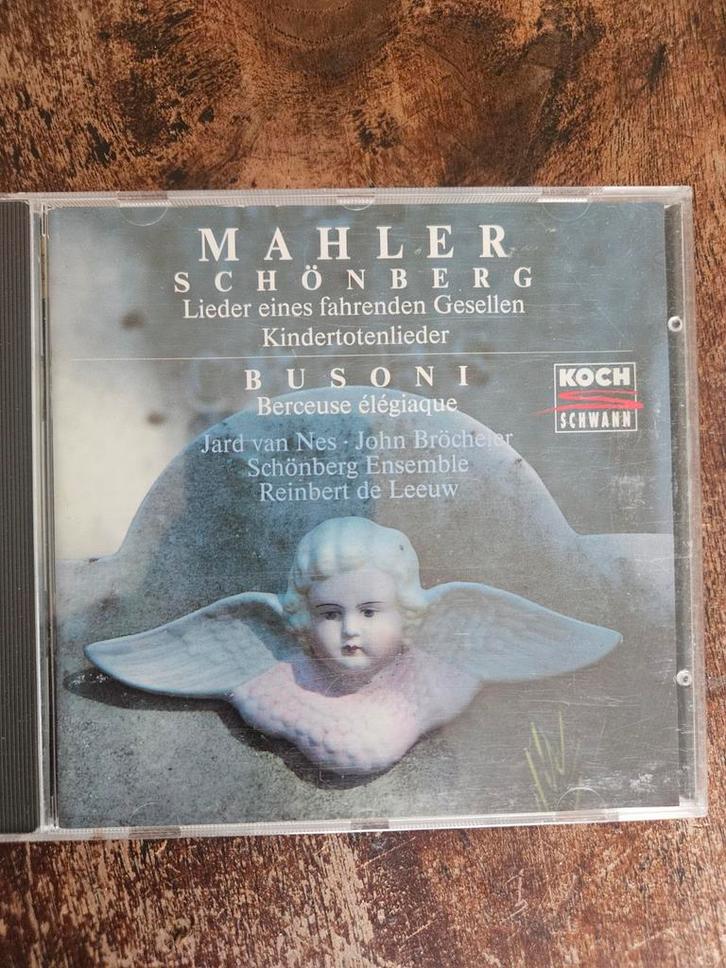 MAHLER
SCHÖNBERG
Lieder eines fahrenden Gesellen
Kindertotenlieder
BUSONI
Berceuse élégiaque
KOCH
SCHWANN
Jard van Nes · John Bröcheler
Schönberg Ensemble
Reinbert de Leeuw